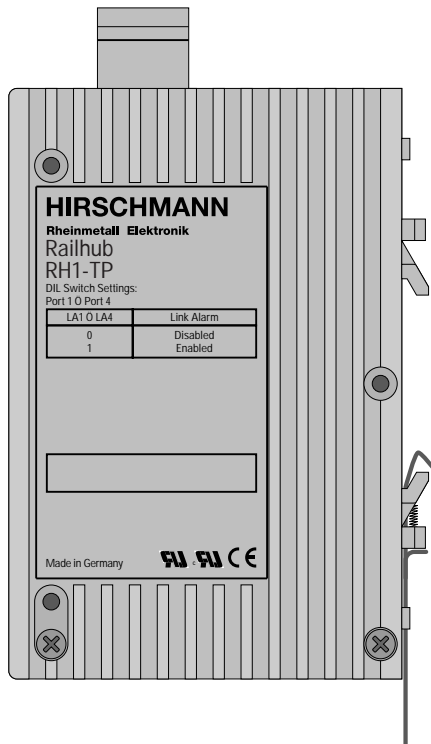 HIRSCHMANN
Rheinmetall Elektronik
Railhub
RH1-TP
DIL Switch Settings:
Port 1 Ö Port 4
LA1 Ö LA4 Link Alarm
0 Disabled
1 Enabled
Made in Germany c CE